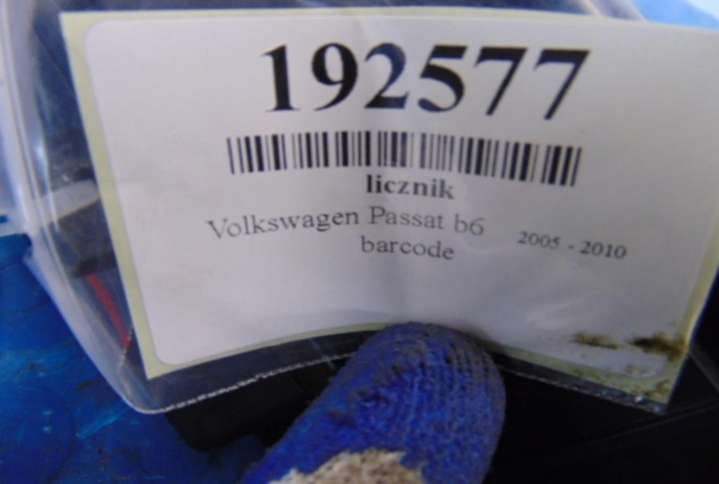 192577
licznik
Volkswagen Passat b6 2005 - 2010
barcode